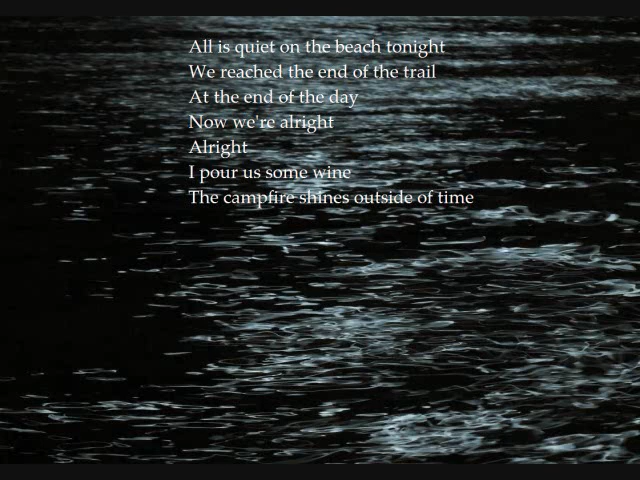 All is quiet on the beach tonight
We reached the end of the trail
At the end of the day
Now we're alright
Alright
I pour us some wine
The campfire shines outside of time